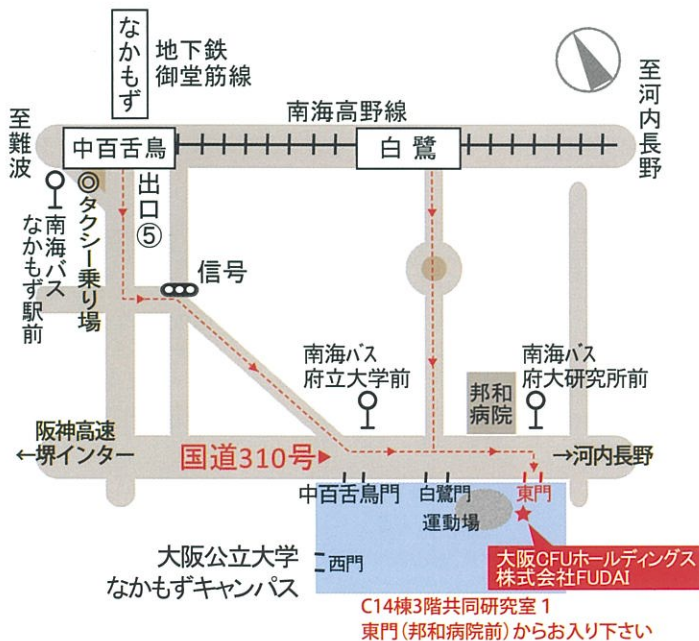 なかもず
地下鉄
御堂筋線
至難波
南海高野線
至河内長野
中百舌鳥
白鷺
出口⑤
◎タクシー乗り場
南海バス
なかもず駅前
信号
南海バス
府立大学前
邦和
病院
南海バス
府大研究所前
阪神高速
←堺インター
国道310号▶
→河内長野
中百舌鳥門
白鷺門
東門
運動場
大阪公立大学
なかもずキャンパス
西門
大阪CFUホールディングス
株式会社FUDAI
C14棟3階共同研究室1
東門(邦和病院前)からお入り下さい